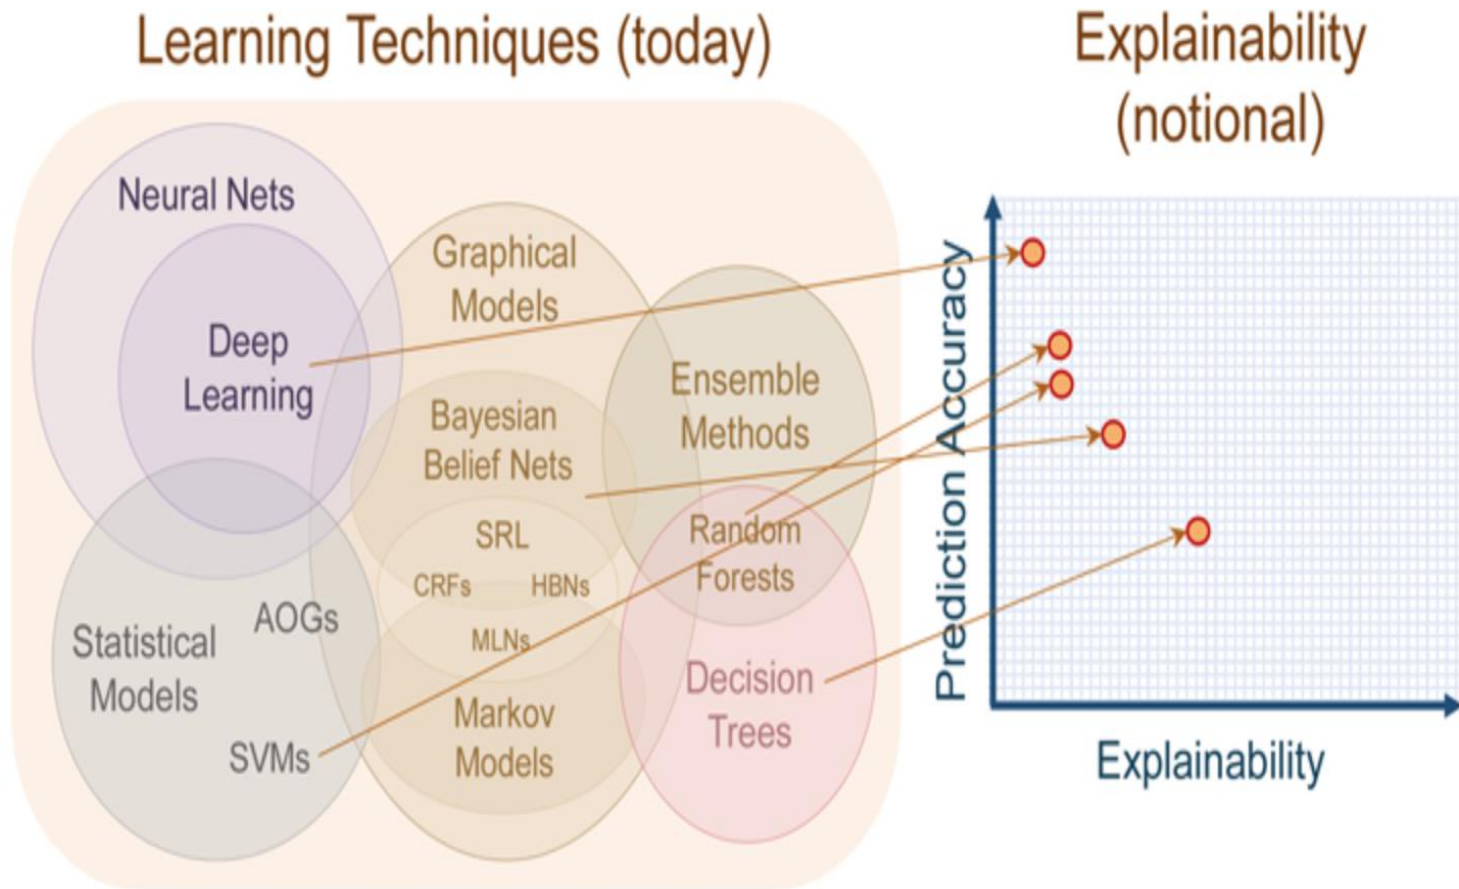 Learning Techniques (today)
Neural Nets
Deep
Learning
Graphical
Models
Bayesian
Belief Nets
SRL
CRFs
HBNs
MLNs
Markov
Models
Ensemble
Methods
Random
Forests
Decision
Trees
Statistical
Models
AOGs
SVMs
Explainability
(notional)
Prediction Accuracy
Explainability